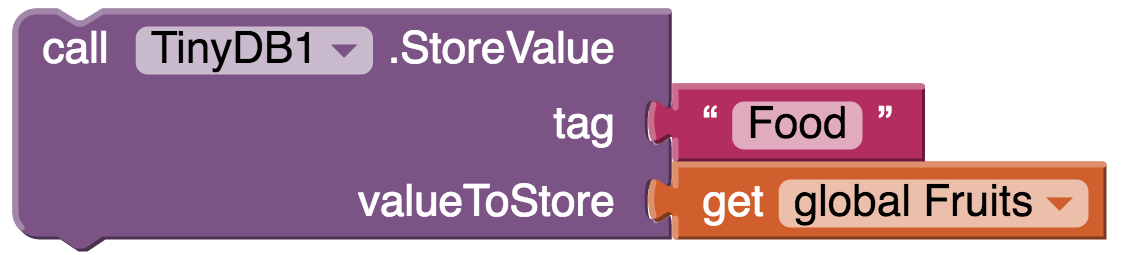 call TinyDB1 .StoreValue
tag “ Food ”
valueToStore get global Fruits